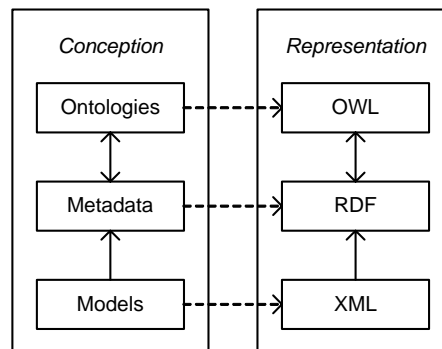 Conception
Representation
Ontologies
OWL
Metadata
RDF
Models
XML